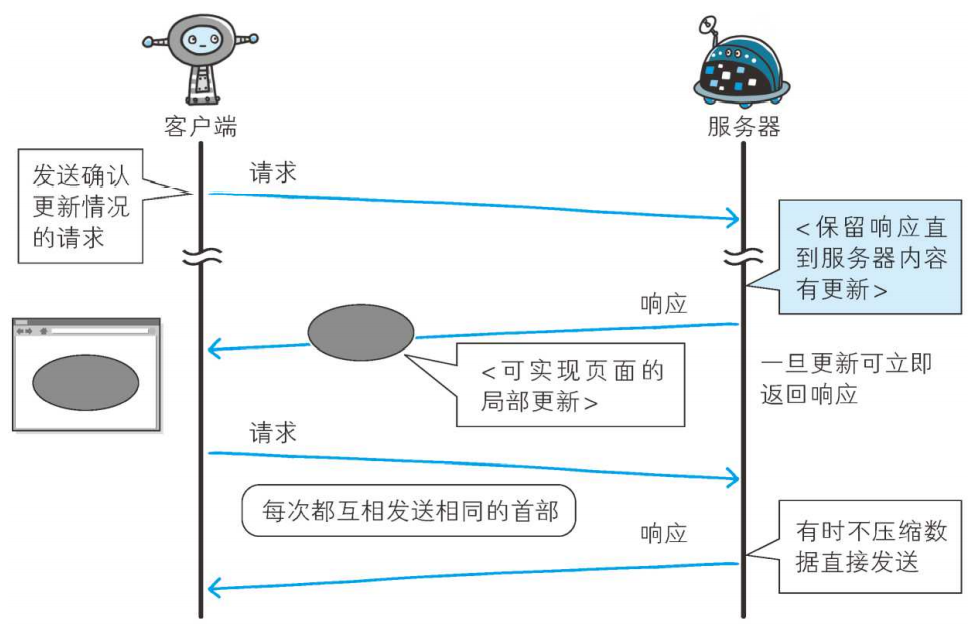 客户端
服务器
发送确认
更新情况
的请求
请求
<保留响应直
到服务器内容
有更新>
响应
<可实现页面的
局部更新>
一旦更新可立即
返回响应
请求
每次都互相发送相同的首部
响应
有时不压缩数
据直接发送